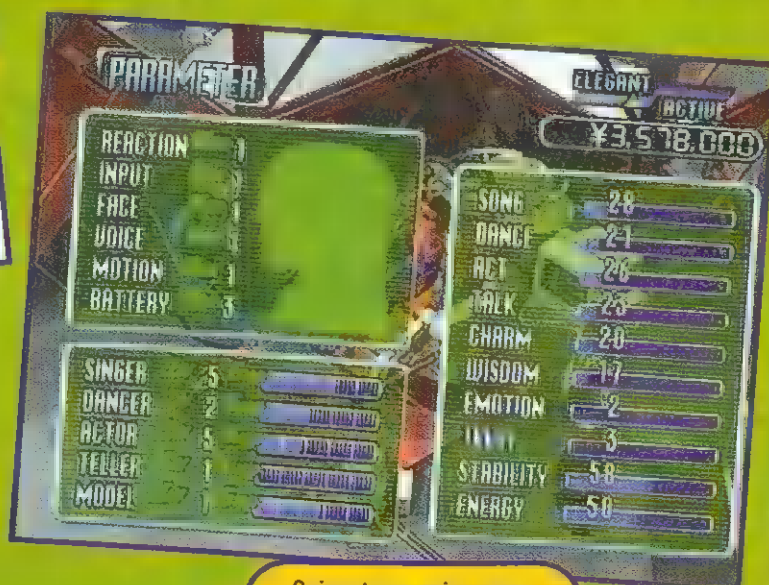 PARAMETER
ELEGANT
ACTIVE
¥3,578,000
REACTION 1
INPUT
FACE 1
VOICE 1
MOTION 1
BATTERY 3
SINGER 5
DANCER 2
ACTOR 5
TELLER 1
MODEL 1
SONG 28
DANCE 21
ACT 26
TALK 23
CHARM 20
WISDOM 17
EMOTION 2
3
STABILITY 58
ENERGY 50